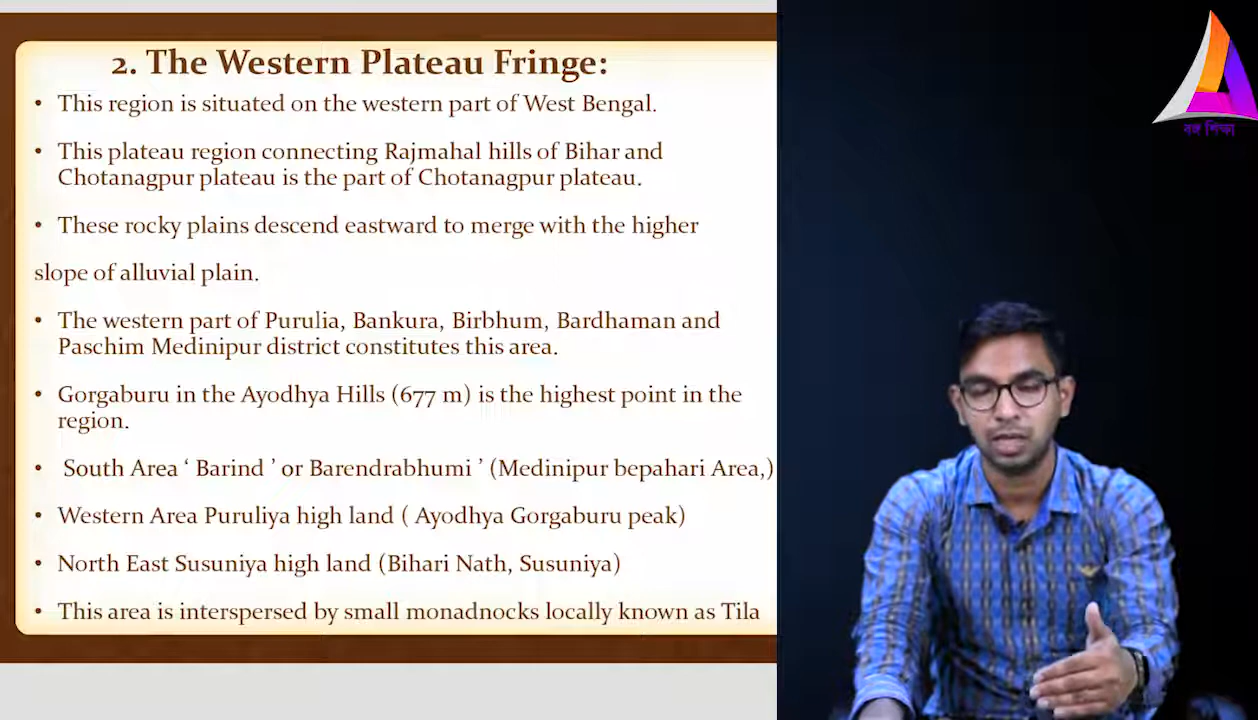 2. The Western Plateau Fringe:
• This region is situated on the western part of West Bengal.
• This plateau region connecting Rajmahal hills of Bihar and
Chotanagpur plateau is the part of Chotanagpur plateau.
• These rocky plains descend eastward to merge with the higher
slope of alluvial plain.
• The western part of Purulia, Bankura, Birbhum, Bardhaman and
Paschim Medinipur district constitutes this area.
• Gorgaburu in the Ayodhya Hills (677 m) is the highest point in the
region.
• South Area ‘ Barind ’ or Barendrabhumi ’ (Medinipur bepahari Area,)
• Western Area Puruliya high land ( Ayodhya Gorgaburu peak)
• North East Susuniya high land (Bihari Nath, Susuniya)
• This area is interspersed by small monadnocks locally known as Tila
বঙ্গ শিক্ষা